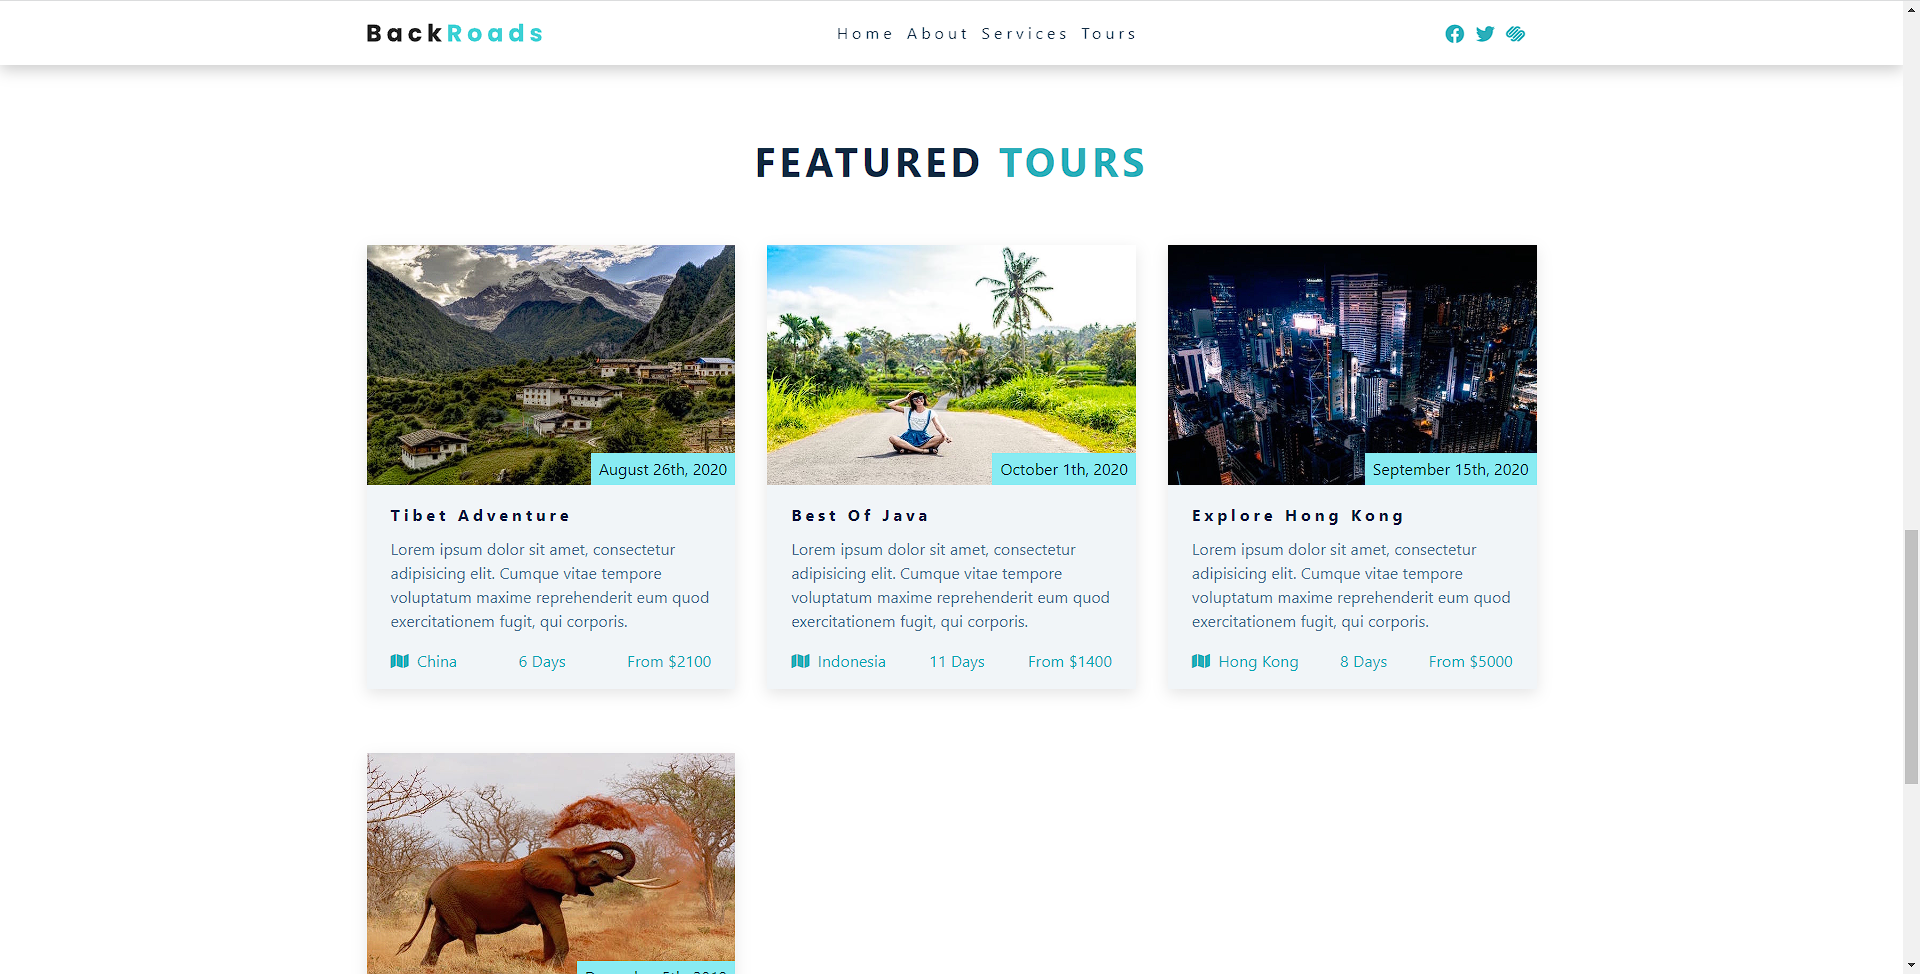 BackRoads
Home About Services Tours
FEATURED TOURS
August 26th, 2020
Tibet Adventure
Lorem ipsum dolor sit amet, consectetur
adipisicing elit. Cumque vitae tempore
voluptatum maxime reprehenderit eum quod
exercitationem fugit, qui corporis.
China 6 Days From $2100
October 1th, 2020
Best Of Java
Lorem ipsum dolor sit amet, consectetur
adipisicing elit. Cumque vitae tempore
voluptatum maxime reprehenderit eum quod
exercitationem fugit, qui corporis.
Indonesia 11 Days From $1400
September 15th, 2020
Explore Hong Kong
Lorem ipsum dolor sit amet, consectetur
adipisicing elit. Cumque vitae tempore
voluptatum maxime reprehenderit eum quod
exercitationem fugit, qui corporis.
Hong Kong 8 Days From $5000